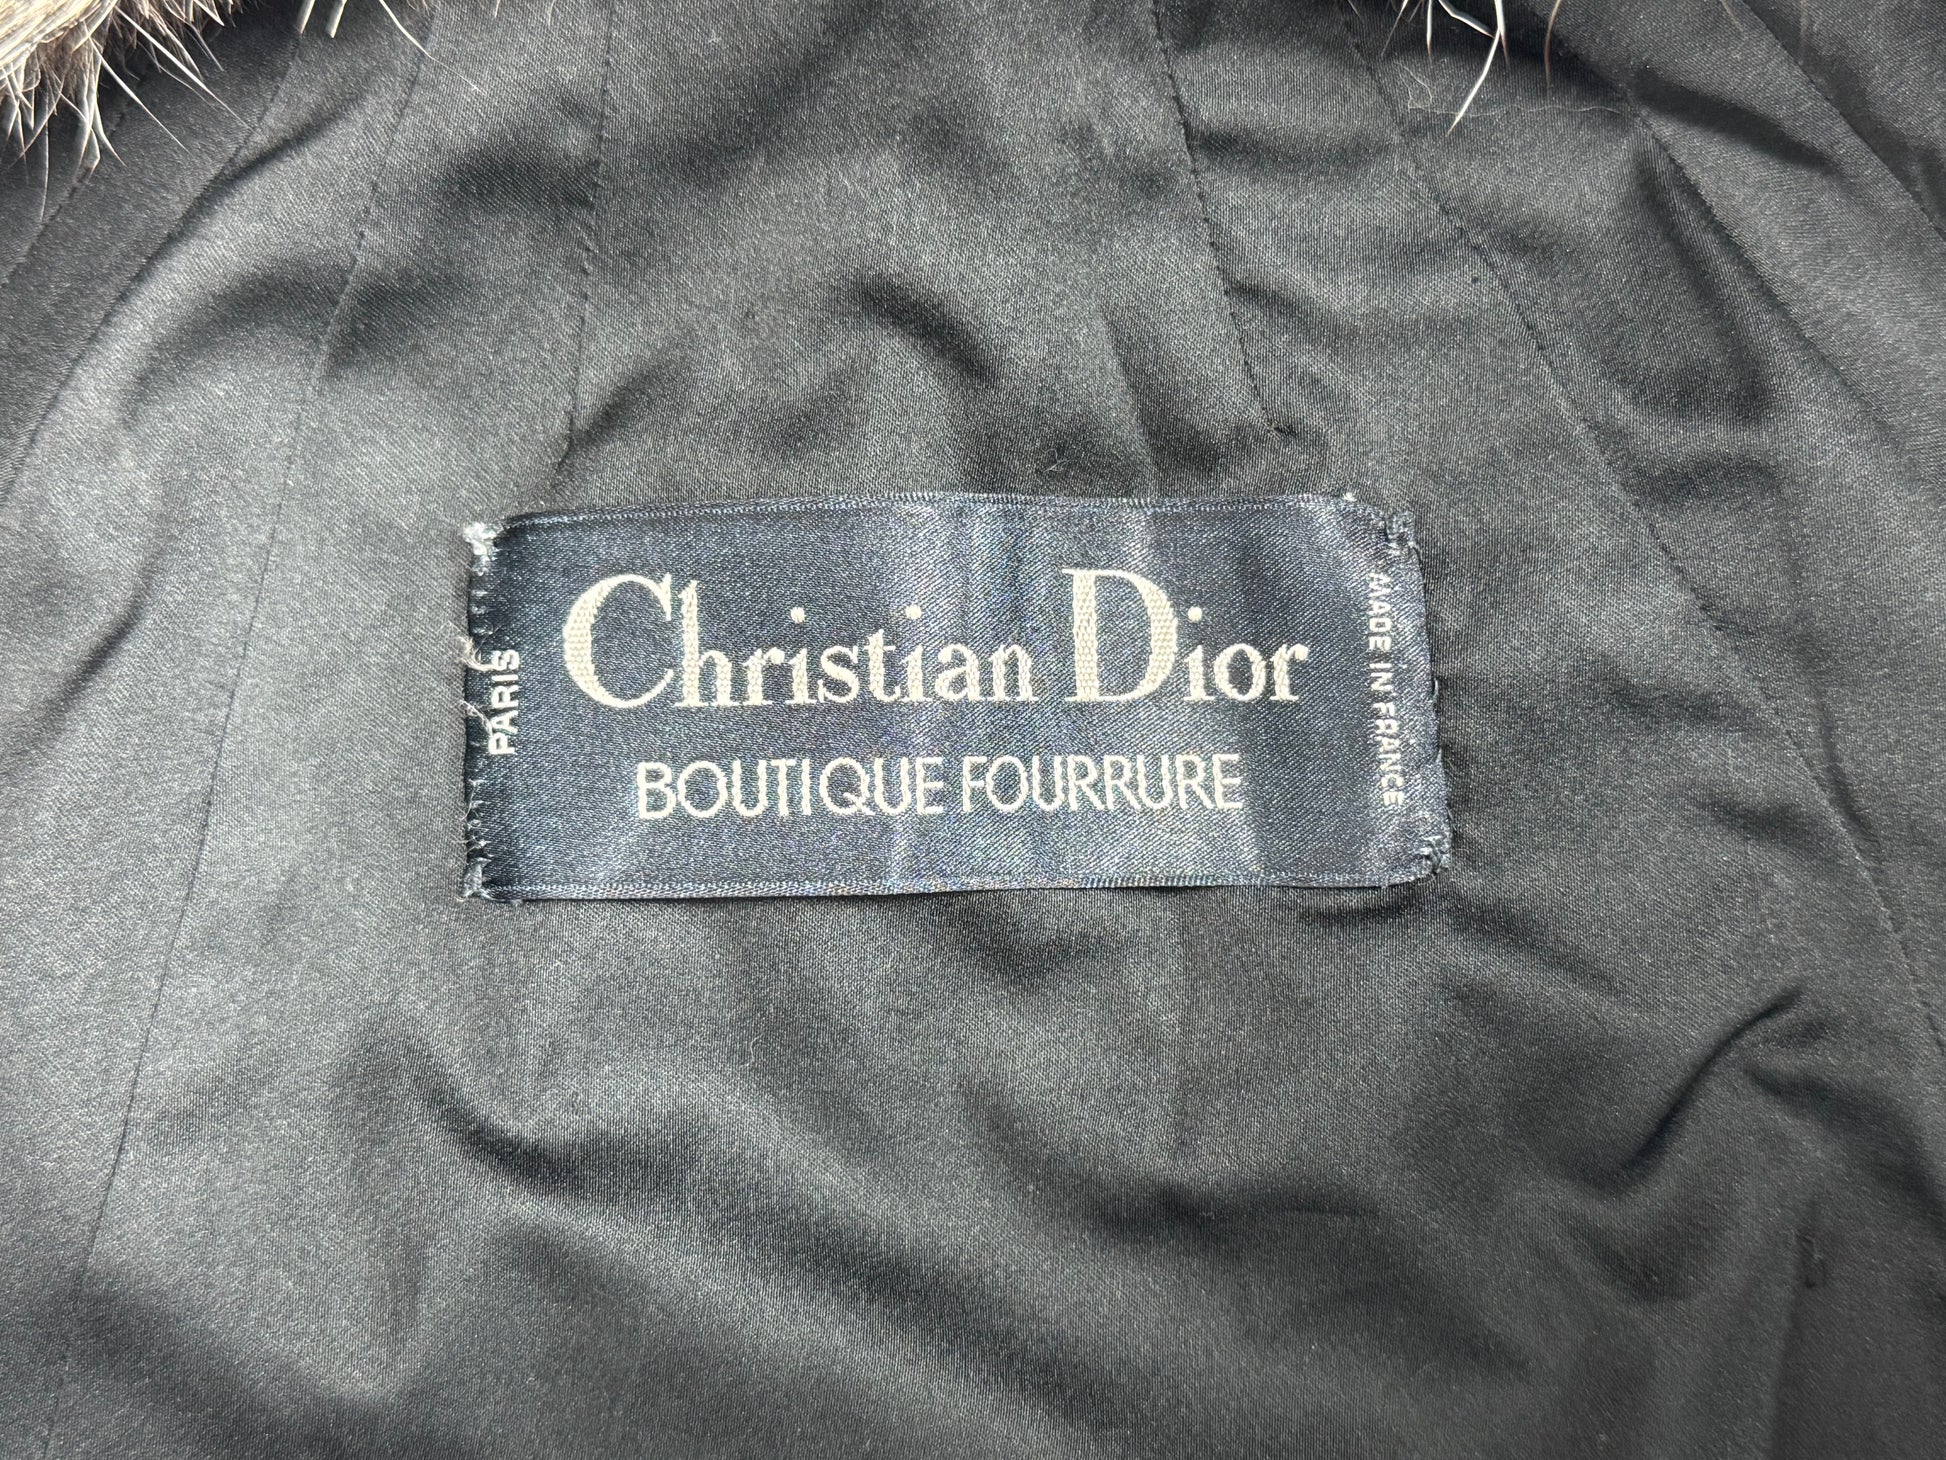 PARIS
Christian Dior
BOUTIQUE FOURRURE
MADE IN FRANCE